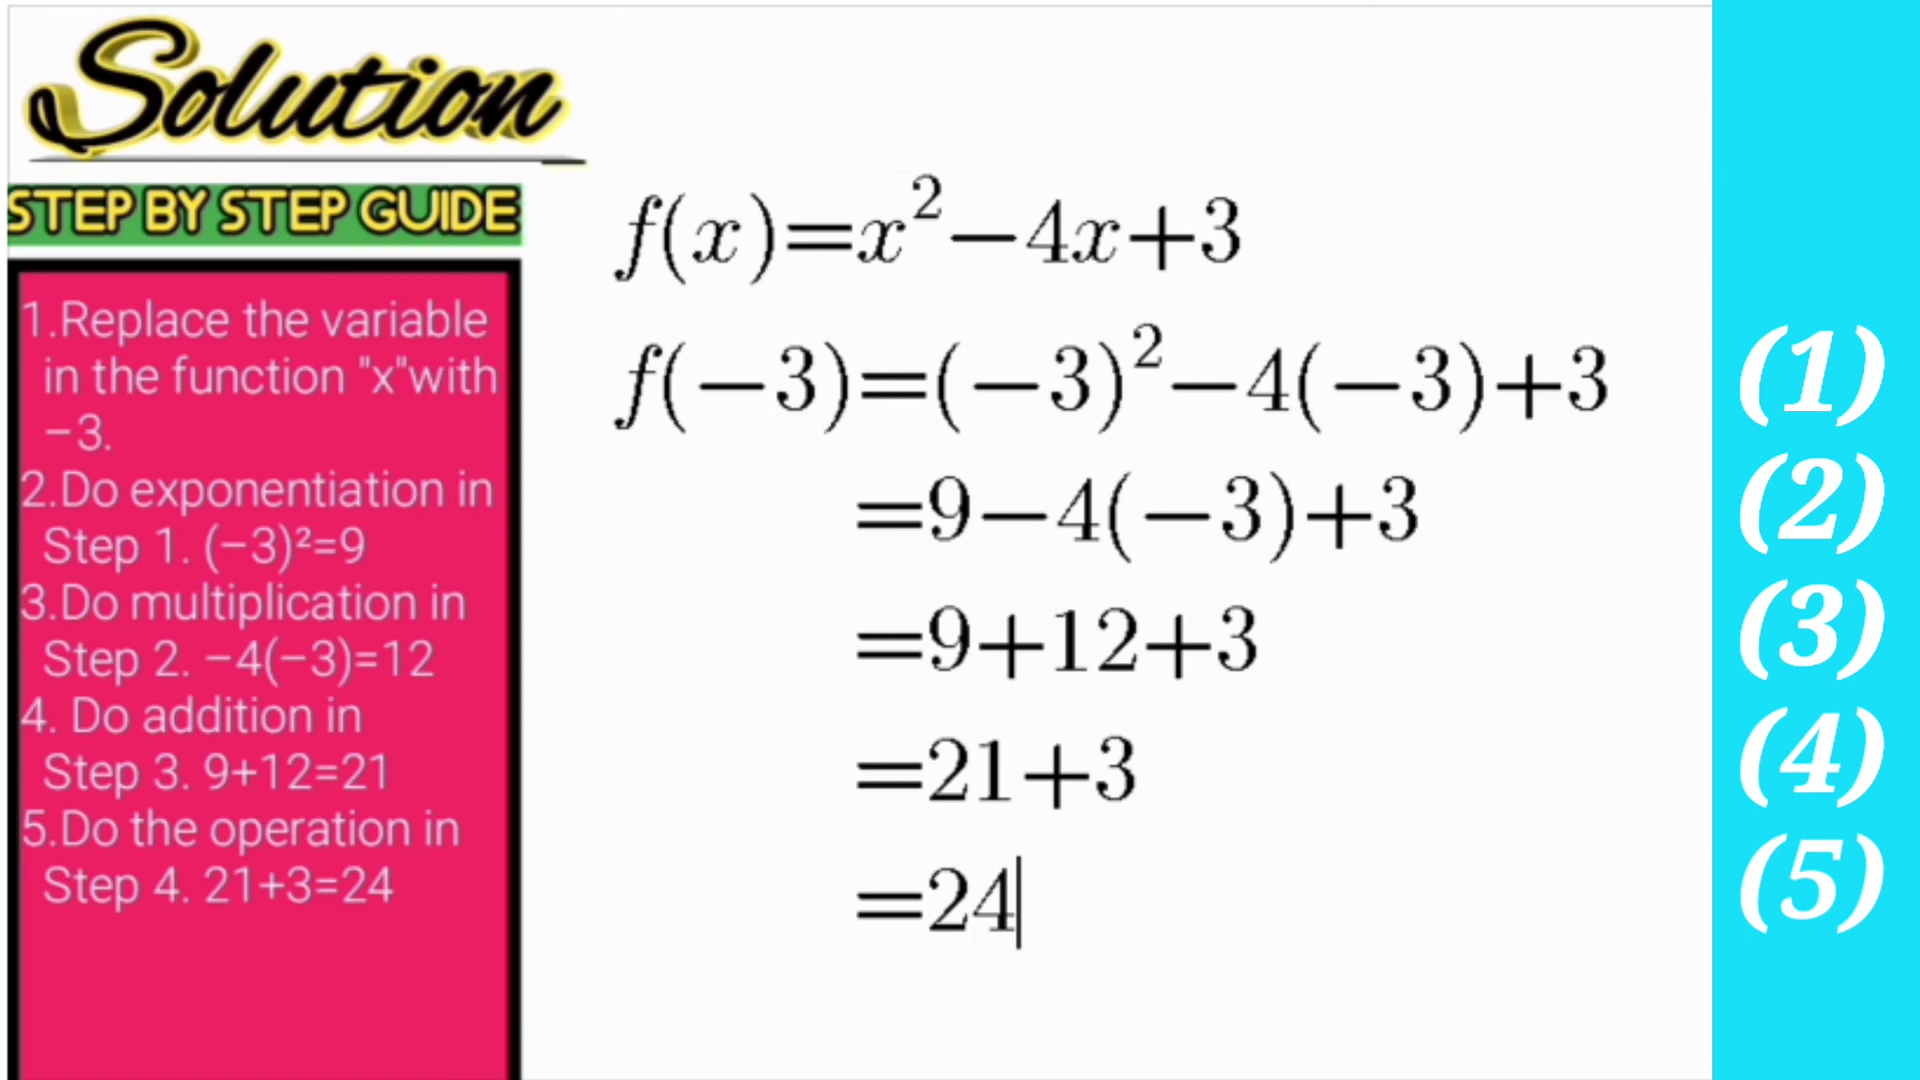 Solution
STEP BY STEP GUIDE
1.Replace the variable
in the function "x"with
−3.
2.Do exponentiation in
Step 1. (−3)²=9
3.Do multiplication in
Step 2. −4(−3)=12
4. Do addition in
Step 3. 9+12=21
5.Do the operation in
Step 4. 21+3=24
f(x)=x²−4x+3
f(−3)=(−3)²−4(−3)+3
=9−4(−3)+3
=9+12+3
=21+3
=24
(1)
(2)
(3)
(4)
(5)